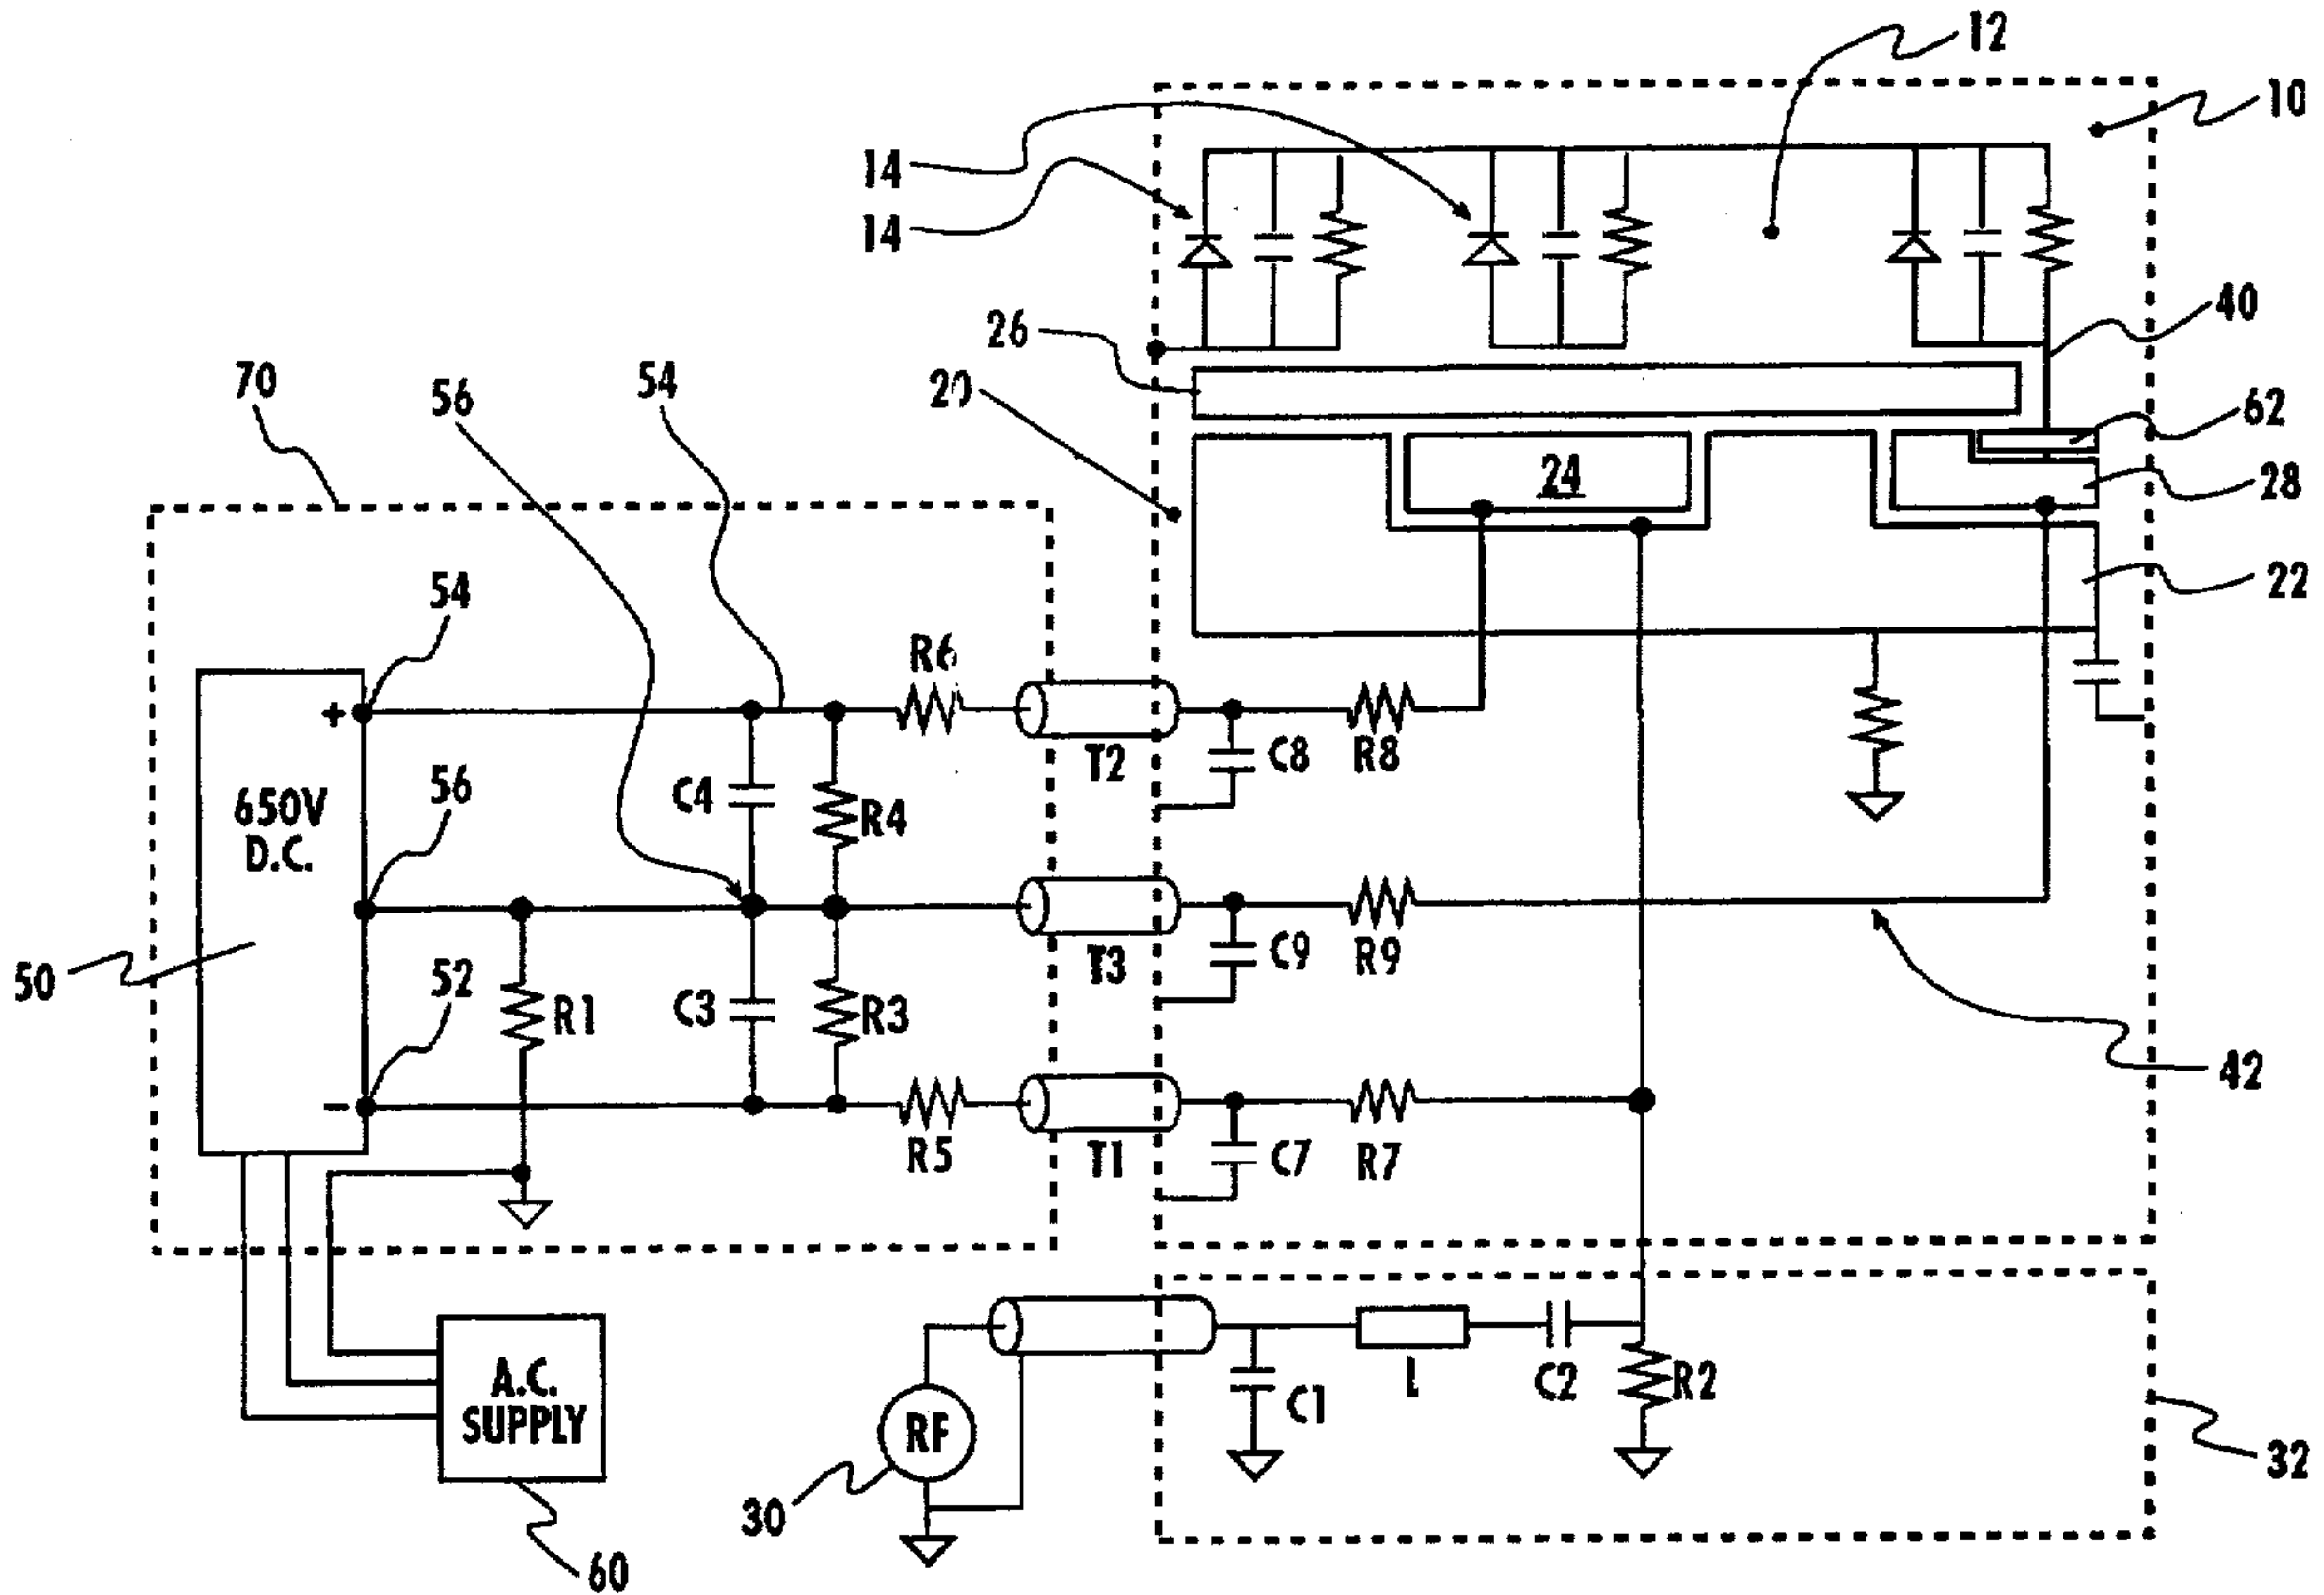 12
10
14
14
40
26
62
70
56
54
20
24
28
54
22
R6
+
T2
C8
R8
56
650V
D.C.
C4
R4
50
52
R1
C3
R3
T3
C9
R9
42
−
R5
T1
C7
R7
A.C.
SUPPLY
RF
C1
L
C2
R2
30
32
60